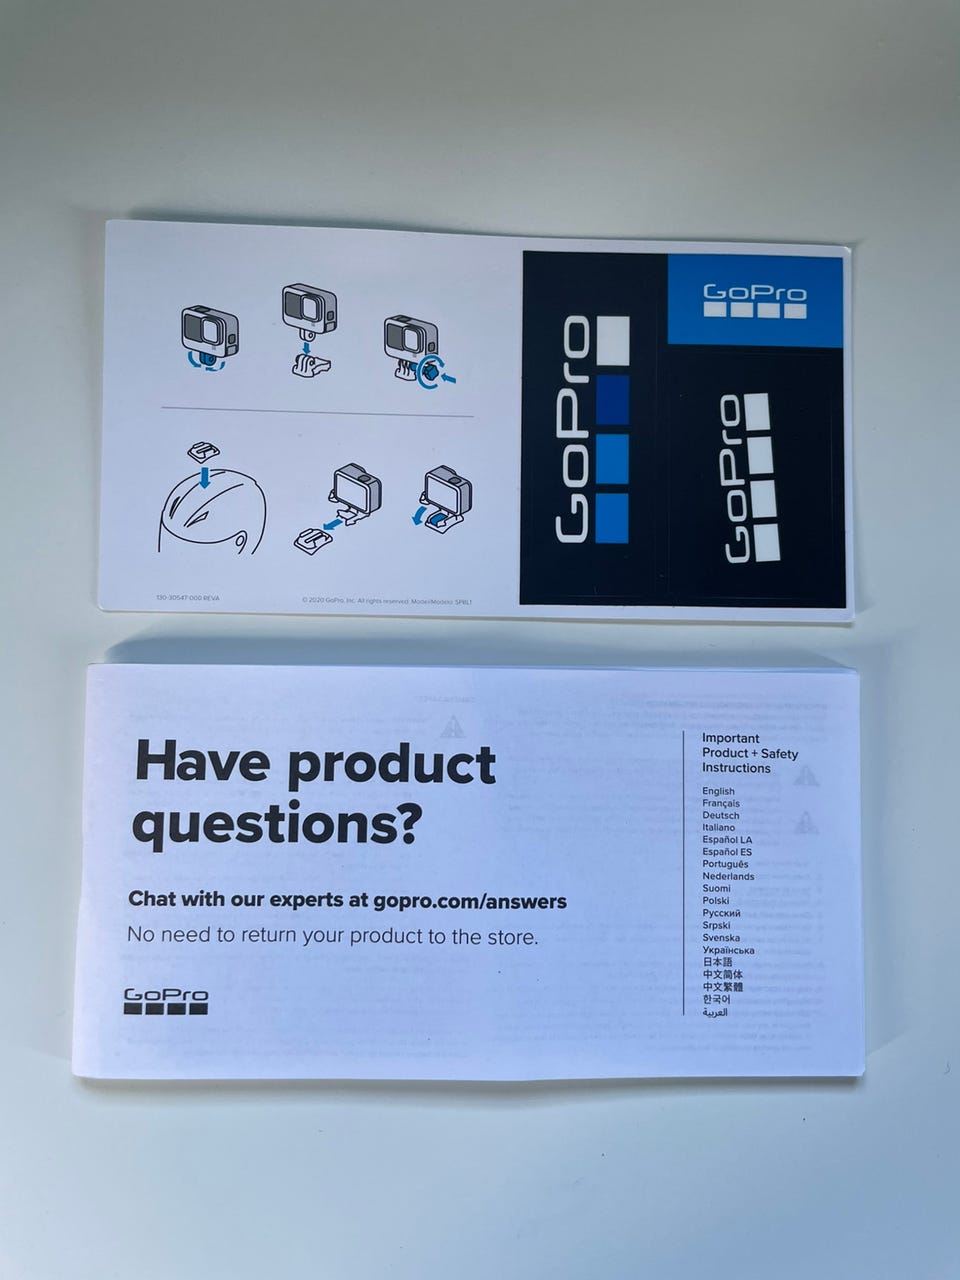 GoPro
GoPro
GoPro
130-30547-000 REVA
© 2020 GoPro, Inc. All rights reserved. Model/Modelo: SPBL1
Have product
questions?
Chat with our experts at gopro.com/answers
No need to return your product to the store.
GoPro
Important
Product + Safety
Instructions
English
Français
Deutsch
Italiano
Español LA
Español ES
Português
Nederlands
Suomi
Polski
Русский
Srpski
Svenska
Українська
日本語
中文简体
中文繁體
한국어
العربية